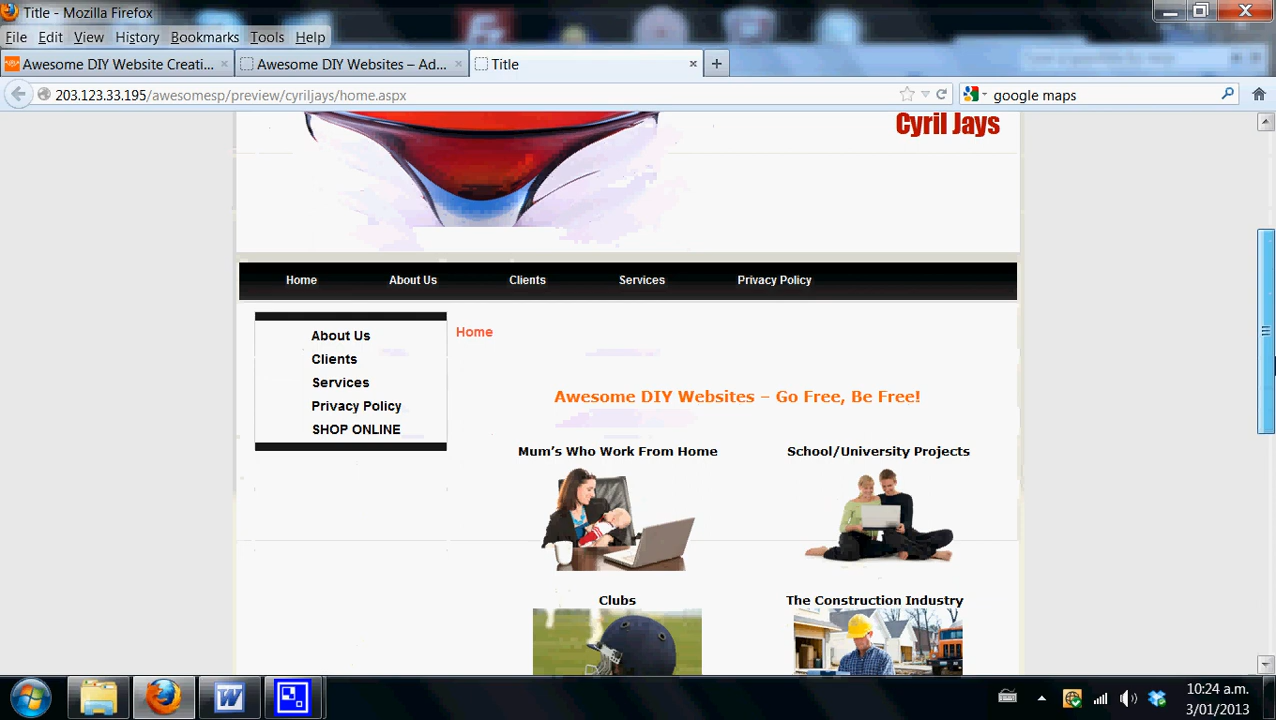 Title - Mozilla Firefox
File Edit View History Bookmarks Tools Help
Awesome DIY Website Creati... Awesome DIY Websites – Ad... Title
203.123.33.195/awesomesp/preview/cyriljays/home.aspx google maps
Cyril Jays
Home About Us Clients Services Privacy Policy
About Us
Clients
Services
Privacy Policy
SHOP ONLINE
Home
Awesome DIY Websites – Go Free, Be Free!
Mum's Who Work From Home School/University Projects
Clubs The Construction Industry
10:24 a.m.
3/01/2013